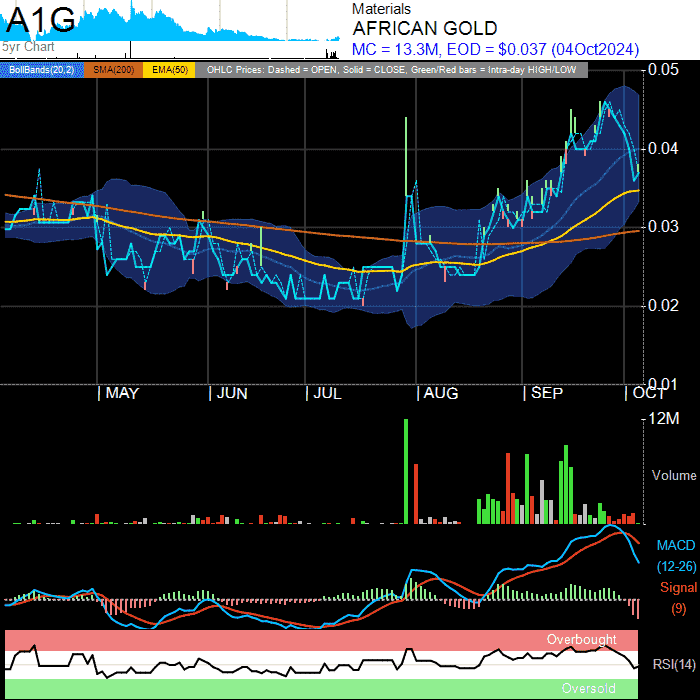 A1G
5yr Chart
Materials
AFRICAN GOLD
MC = 13.3M, EOD = $0.037 (04Oct2024)
BollBands(20,2) SMA(200) EMA(50) OHLC Prices: Dashed = OPEN, Solid = CLOSE, Green/Red bars = Intra-day HIGH/LOW
0.05
0.04
0.03
0.02
0.01
MAY JUN JUL AUG SEP OCT
12M
Volume
MACD
(12-26)
Signal
(9)
Overbought
RSI(14)
Oversold